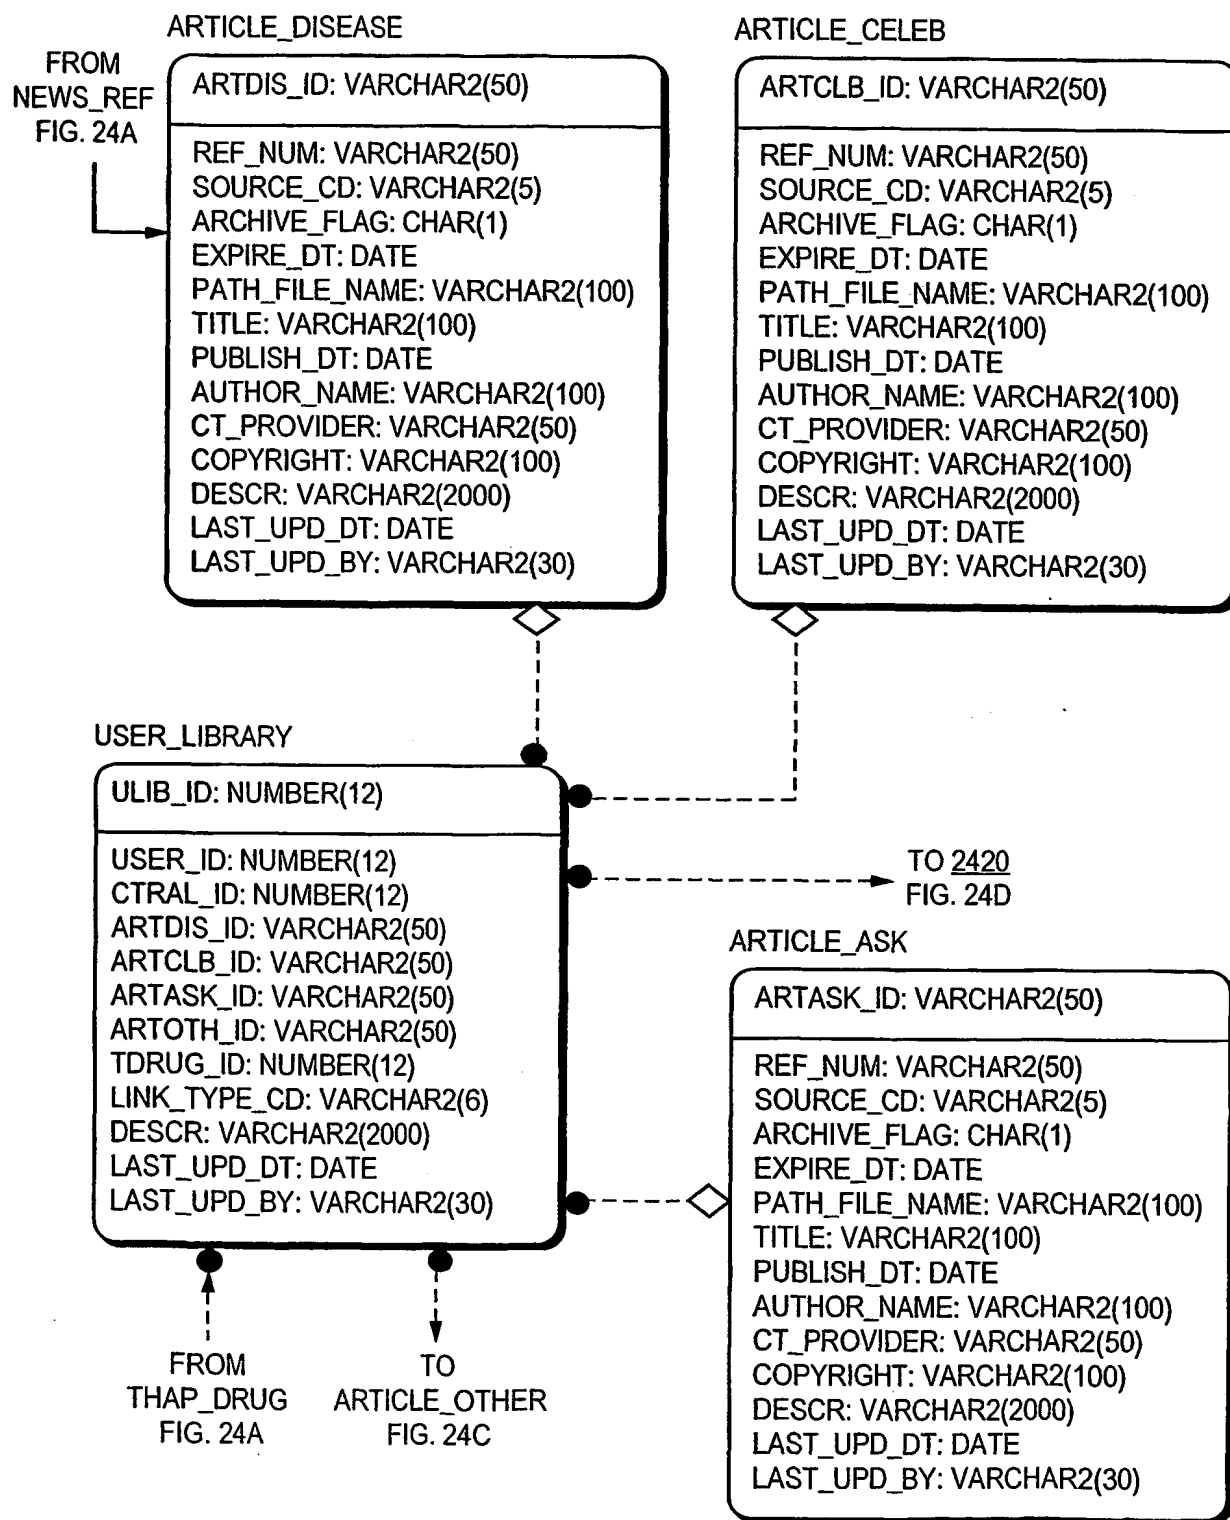 ARTICLE_DISEASE
FROM
NEWS_REF
FIG. 24A
ARTDIS_ID: VARCHAR2(50)
REF_NUM: VARCHAR2(50)
SOURCE_CD: VARCHAR2(5)
ARCHIVE_FLAG: CHAR(1)
EXPIRE_DT: DATE
PATH_FILE_NAME: VARCHAR2(100)
TITLE: VARCHAR2(100)
PUBLISH_DT: DATE
AUTHOR_NAME: VARCHAR2(100)
CT_PROVIDER: VARCHAR2(50)
COPYRIGHT: VARCHAR2(100)
DESCR: VARCHAR2(2000)
LAST_UPD_DT: DATE
LAST_UPD_BY: VARCHAR2(30)
ARTICLE_CELEB
ARTCLB_ID: VARCHAR2(50)
REF_NUM: VARCHAR2(50)
SOURCE_CD: VARCHAR2(5)
ARCHIVE_FLAG: CHAR(1)
EXPIRE_DT: DATE
PATH_FILE_NAME: VARCHAR2(100)
TITLE: VARCHAR2(100)
PUBLISH_DT: DATE
AUTHOR_NAME: VARCHAR2(100)
CT_PROVIDER: VARCHAR2(50)
COPYRIGHT: VARCHAR2(100)
DESCR: VARCHAR2(2000)
LAST_UPD_DT: DATE
LAST_UPD_BY: VARCHAR2(30)
USER_LIBRARY
ULIB_ID: NUMBER(12)
USER_ID: NUMBER(12)
CTRAL_ID: NUMBER(12)
ARTDIS_ID: VARCHAR2(50)
ARTCLB_ID: VARCHAR2(50)
ARTASK_ID: VARCHAR2(50)
ARTOTH_ID: VARCHAR2(50)
TDRUG_ID: NUMBER(12)
LINK_TYPE_CD: VARCHAR2(6)
DESCR: VARCHAR2(2000)
LAST_UPD_DT: DATE
LAST_UPD_BY: VARCHAR2(30)
TO 2420
FIG. 24D
ARTICLE_ASK
ARTASK_ID: VARCHAR2(50)
REF_NUM: VARCHAR2(50)
SOURCE_CD: VARCHAR2(5)
ARCHIVE_FLAG: CHAR(1)
EXPIRE_DT: DATE
PATH_FILE_NAME: VARCHAR2(100)
TITLE: VARCHAR2(100)
PUBLISH_DT: DATE
AUTHOR_NAME: VARCHAR2(100)
CT_PROVIDER: VARCHAR2(50)
COPYRIGHT: VARCHAR2(100)
DESCR: VARCHAR2(2000)
LAST_UPD_DT: DATE
LAST_UPD_BY: VARCHAR2(30)
FROM
THAP_DRUG
FIG. 24A
TO
ARTICLE_OTHER
FIG. 24C